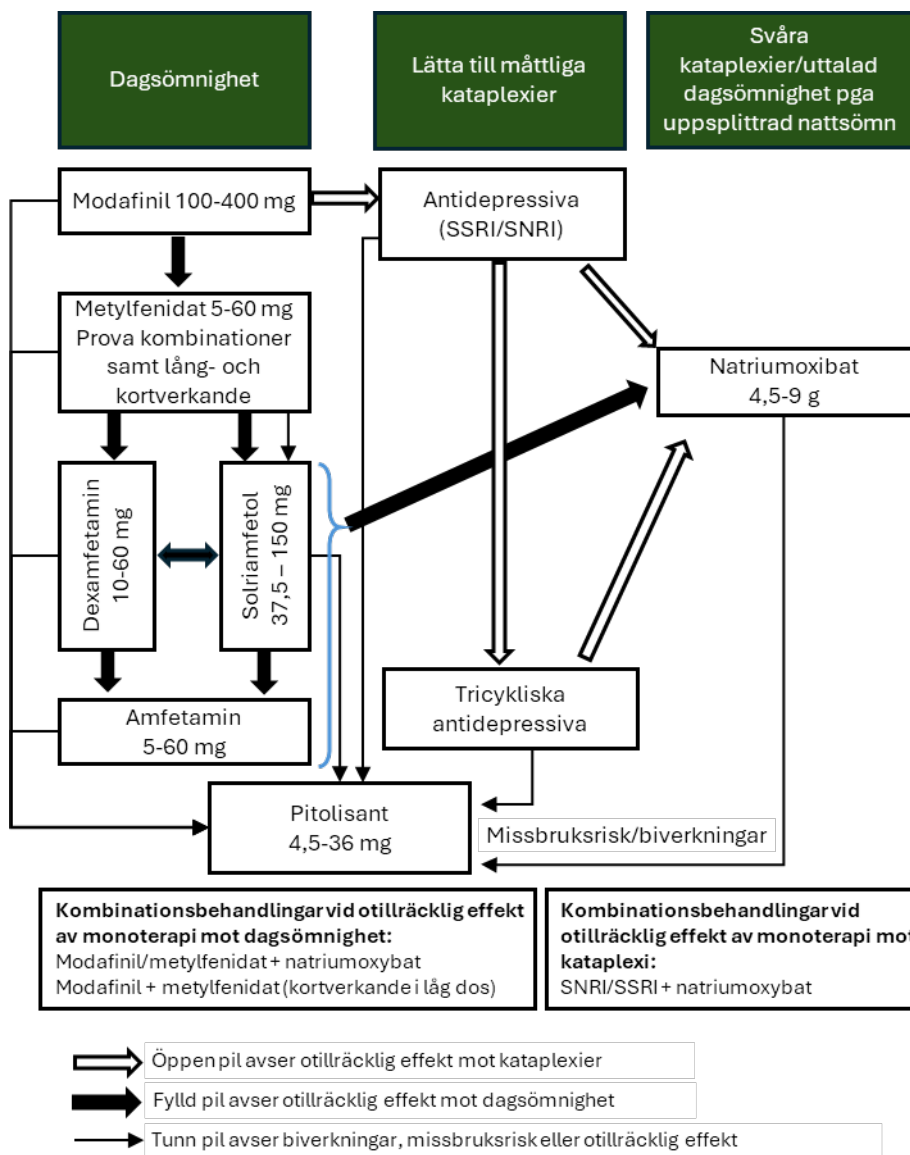 Dagsömnighet
Lätta till måttliga
kataplexier
Svåra
kataplexier/uttalad
dagsömnighet pga
uppsplittrad nattsömn
Modafinil 100-400 mg
Antidepressiva
(SSRI/SNRI)
Metylfenidat 5-60 mg
Prova kombinationer
samt lång- och
kortverkande
Natriumoxibat
4,5-9 g
Dexamfetamin
10-60 mg
Solriamfetol
37,5 – 150 mg
Amfetamin
5-60 mg
Tricykliska
antidepressiva
Pitolisant
4,5-36 mg
Missbruksrisk/biverkningar
Kombinationsbehandlingar vid otillräcklig effekt
av monoterapi mot dagsömnighet:
Modafinil/metylfenidat + natriumoxybat
Modafinil + metylfenidat (kortverkande i låg dos)
Kombinationsbehandlingar vid
otillräcklig effekt av monoterapi mot
kataplexi:
SNRI/SSRI + natriumoxybat
Öppen pil avser otillräcklig effekt mot kataplexier
Fylld pil avser otillräcklig effekt mot dagsömnighet
Tunn pil avser biverkningar, missbruksrisk eller otillräcklig effekt